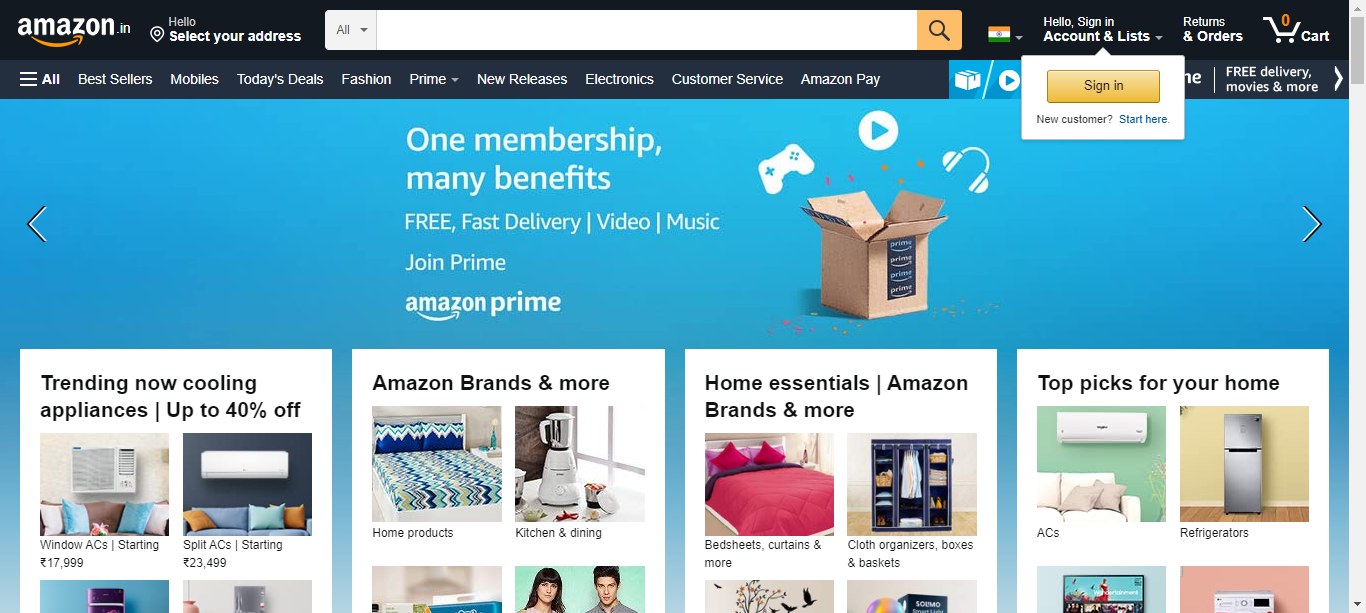 amazon.in
Hello
Select your address
All
Hello, Sign in
Account & Lists
Returns
& Orders
0
Cart
All
Best Sellers
Mobiles
Today's Deals
Fashion
Prime
New Releases
Electronics
Customer Service
Amazon Pay
me
FREE delivery,
movies & more
Sign in
New customer? Start here.
One membership,
many benefits
FREE, Fast Delivery | Video | Music
Join Prime
amazon prime
prime
prime
prime
prime
Trending now cooling
appliances | Up to 40% off
Window ACs | Starting
₹17,999
Split ACs | Starting
₹23,499
Amazon Brands & more
Home products
Kitchen & dining
Home essentials | Amazon
Brands & more
Bedsheets, curtains &
more
Cloth organizers, boxes
& baskets
SOLIMO
Top picks for your home
Whirlpool
ACs
Refrigerators